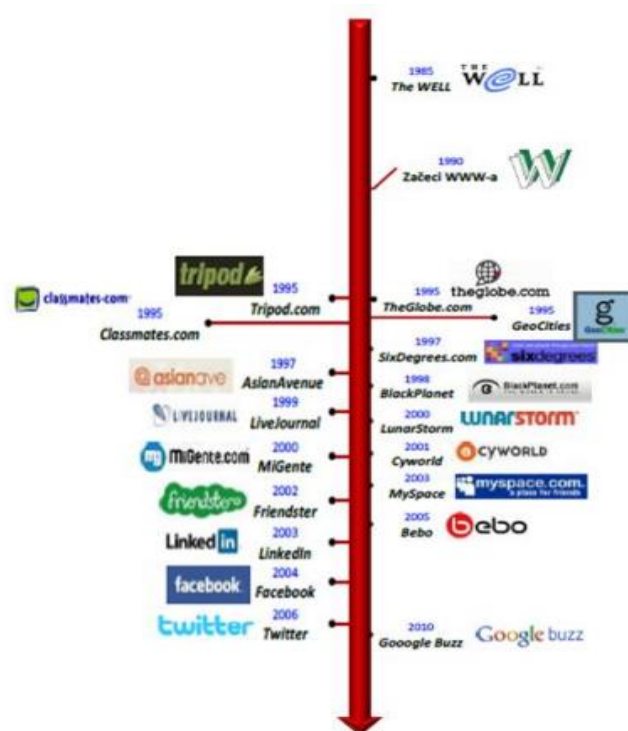 1985
The WELL
THE
WELL
1990
Začeci WWW-a
W
tripod
1995
Tripod.com
1995
TheGlobe.com
theglobe.com
classmates·com
1995
Classmates.com
1995
GeoCities
g
GeoCities
1997
SixDegrees.com
sixdegrees
asianave
1997
AsianAvenue
1998
BlackPlanet
BlackPlanet.com
LIVEJOURNAL
1999
LiveJournal
2000
LunarStorm
LUNARSTORM
mg
MiGente.com
2000
MiGente
2001
Cyworld
CYWORLD
2003
MySpace
myspace.com.
a place for friends
friendster
2002
Friendster
2005
Bebo
b
bebo
Linked in
2003
LinkedIn
facebook
2004
Facebook
twitter
2006
Twitter
2010
Gooogle Buzz
Google buzz